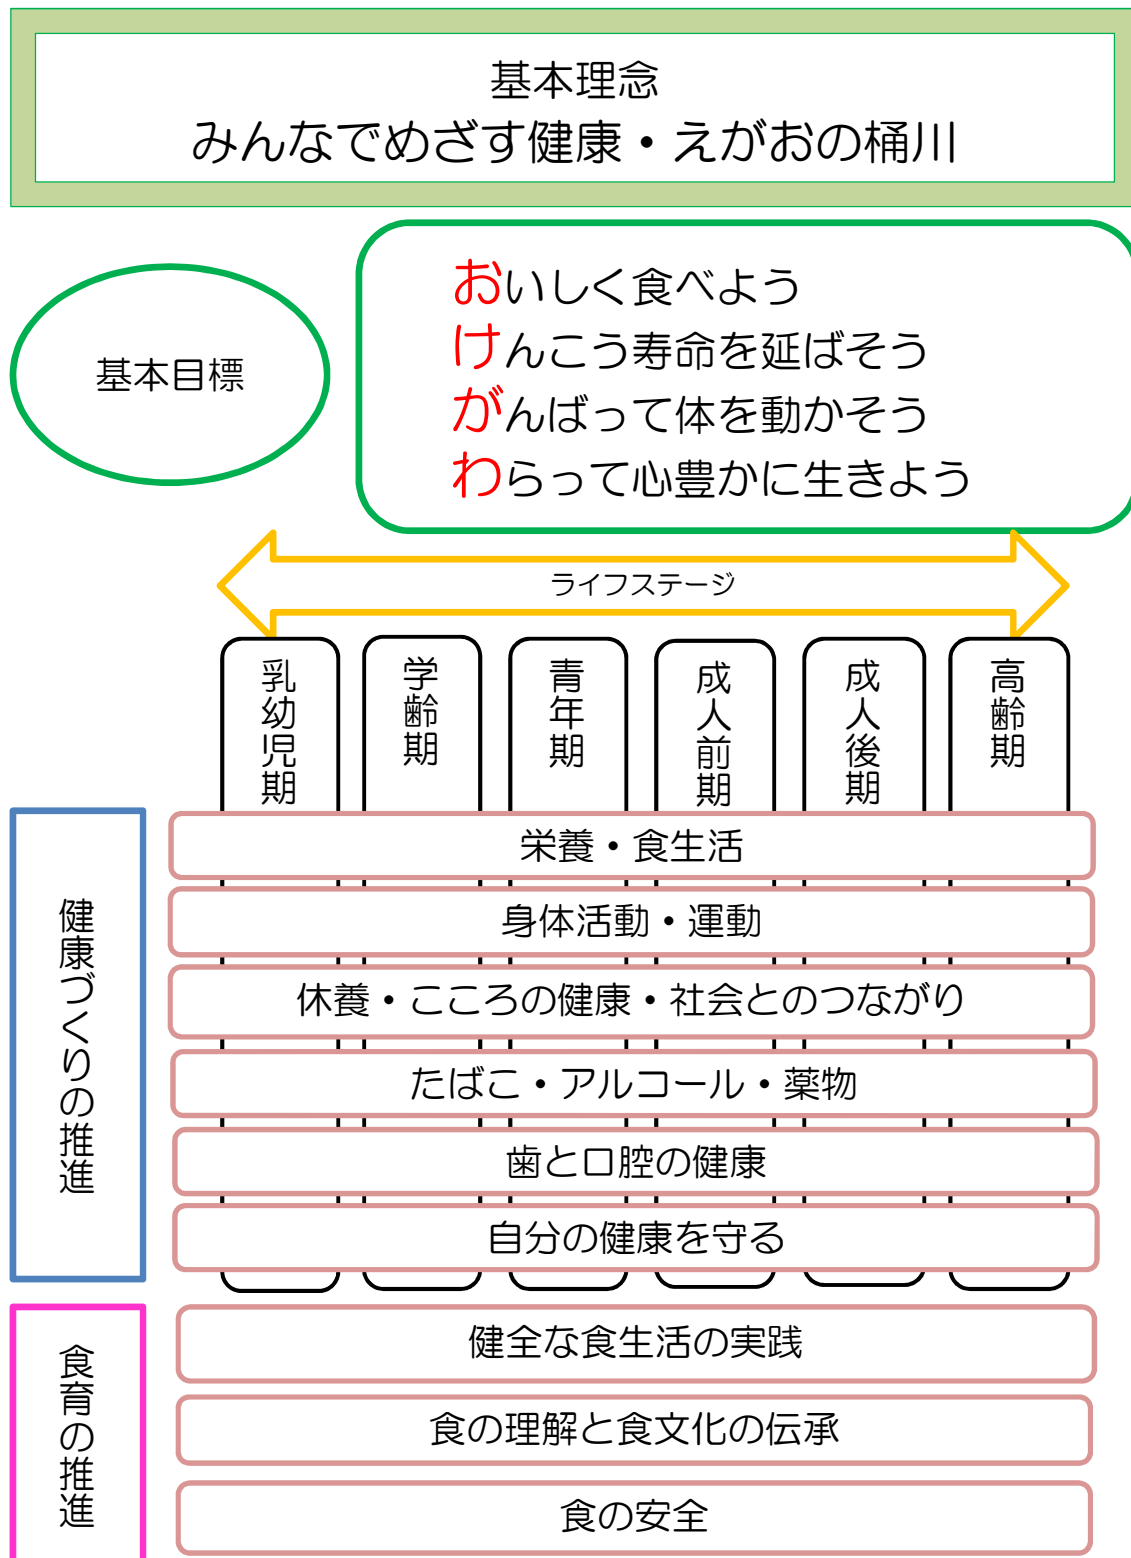 基本理念
みんなでめざす健康・えがおの桶川
基本目標
おいしく食べよう
けんこう寿命を延ばそう
がんばって体を動かそう
わらって心豊かに生きよう
ライフステージ
乳幼児期
学齢期
青年期
成人前期
成人後期
高齢期
健康づくりの推進
栄養・食生活
身体活動・運動
休養・こころの健康・社会とのつながり
たばこ・アルコール・薬物
歯と口腔の健康
自分の健康を守る
食育の推進
健全な食生活の実践
食の理解と食文化の伝承
食の安全